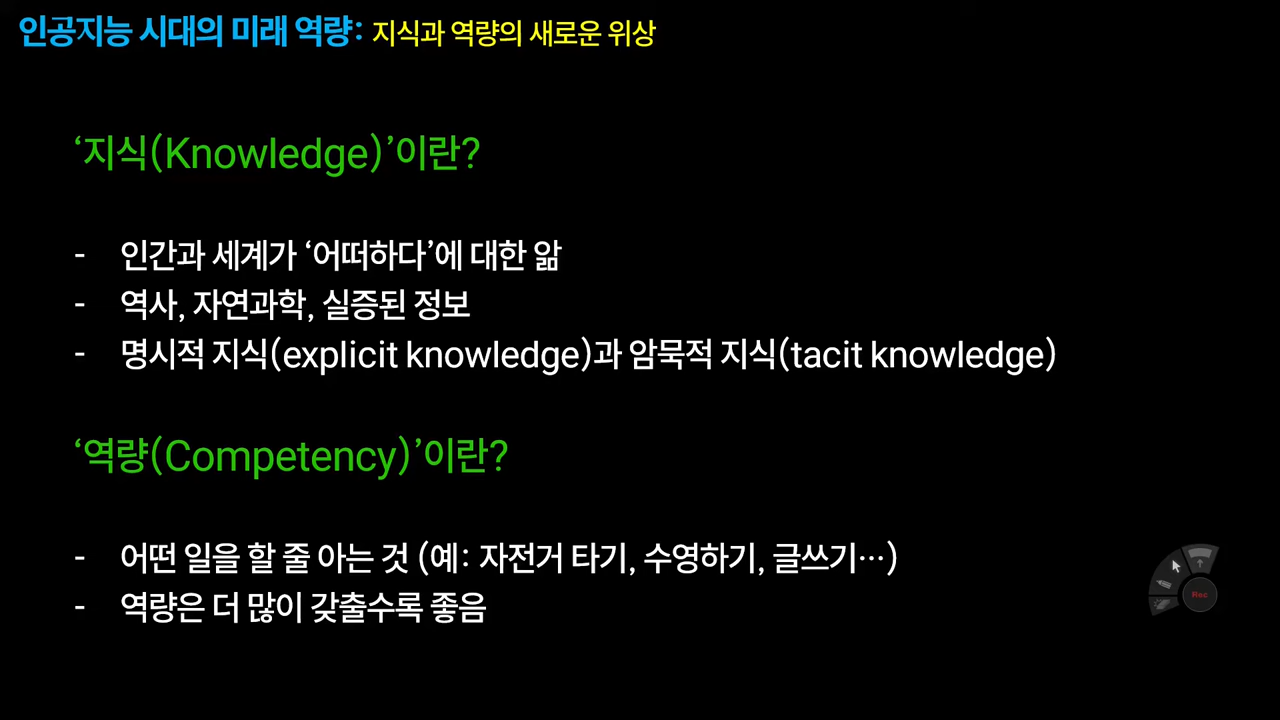 인공지능 시대의 미래 역량: 지식과 역량의 새로운 위상
‘지식(Knowledge)’이란?
- 인간과 세계가 ‘어떠하다’에 대한 앎
- 역사, 자연과학, 실증된 정보
- 명시적 지식(explicit knowledge)과 암묵적 지식(tacit knowledge)
‘역량(Competency)’이란?
- 어떤 일을 할 줄 아는 것 (예: 자전거 타기, 수영하기, 글쓰기…)
- 역량은 더 많이 갖출수록 좋음
Rec